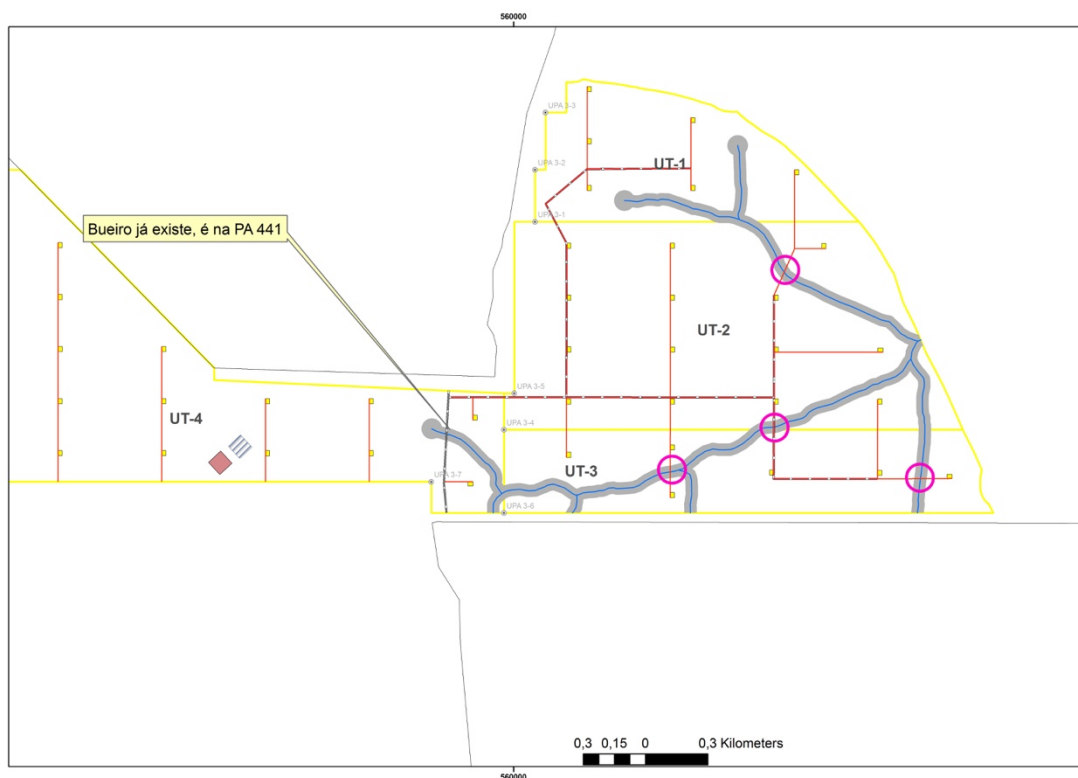 560000
UPA 3-3
UT-1
UPA 3-2
UPA 3-1
Bueiro já existe, é na PA 441
UT-2
UPA 3-5
UT-4
UPA 3-4
UT-3
UPA 3-7
UPA 3-6
0,3 0,15 0 0,3 Kilometers
560000